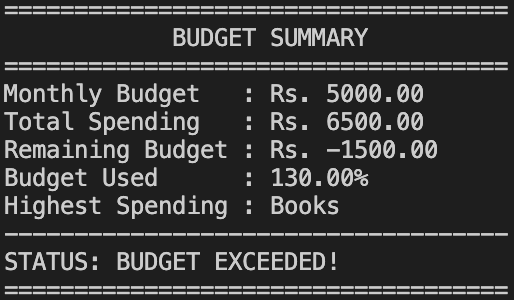 ====================================
BUDGET SUMMARY
====================================
Monthly Budget   : Rs. 5000.00
Total Spending   : Rs. 6500.00
Remaining Budget : Rs. -1500.00
Budget Used      : 130.00%
Highest Spending : Books
------------------------------------
STATUS: BUDGET EXCEEDED!
====================================